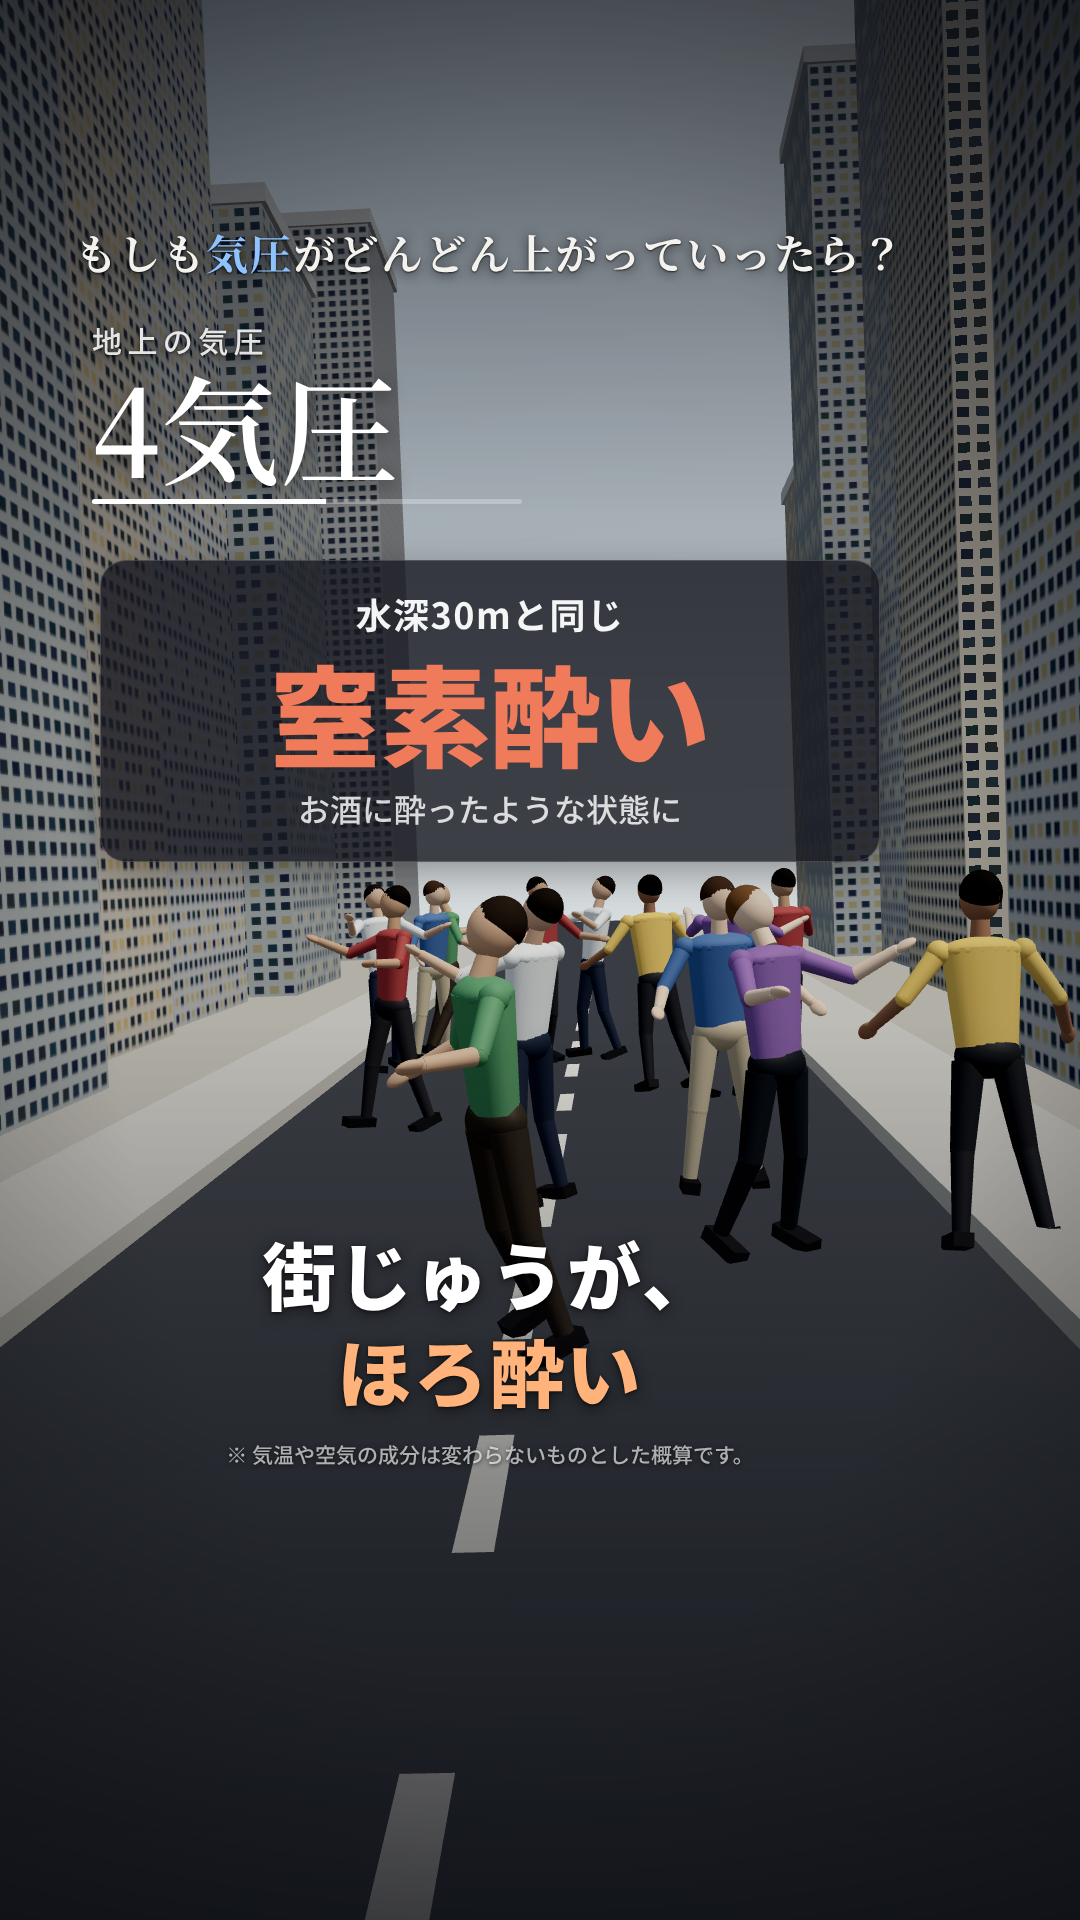 もしも気圧がどんどん上がっていったら？
地上の気圧
4気圧
水深30mと同じ
窒素酔い
お酒に酔ったような状態に
街じゅうが、
ほろ酔い
※ 気温や空気の成分は変わらないものとした概算です。